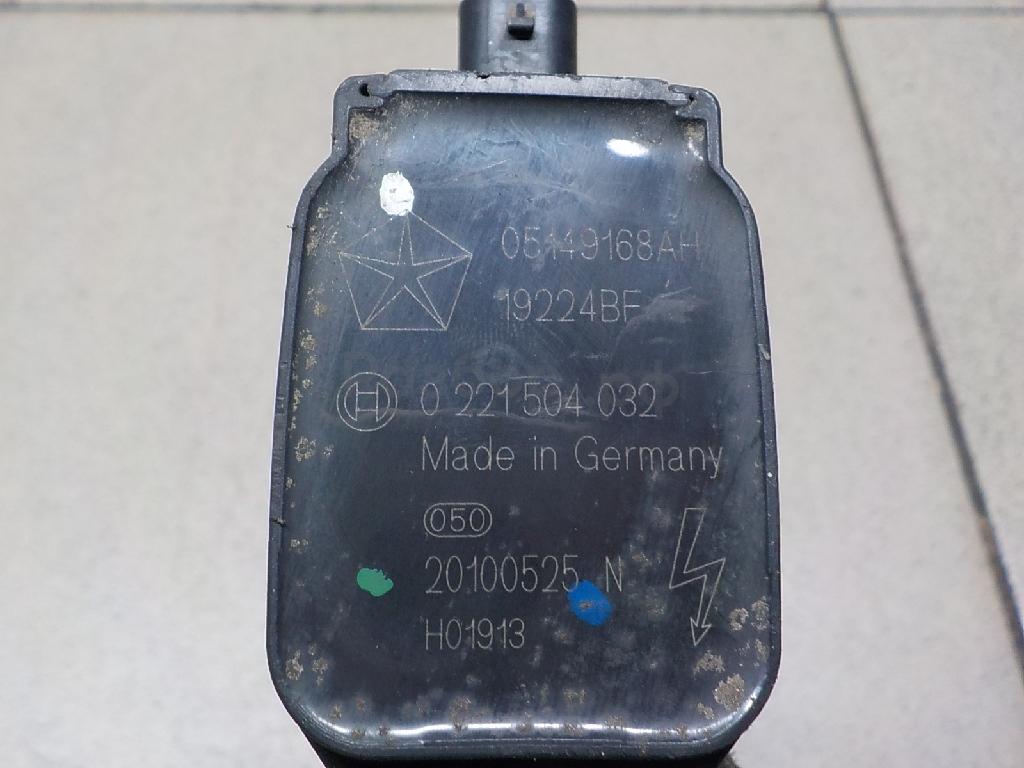 05149168AH
19224BF
0 221 504 032
Made in Germany
050
20100525 N
H01913